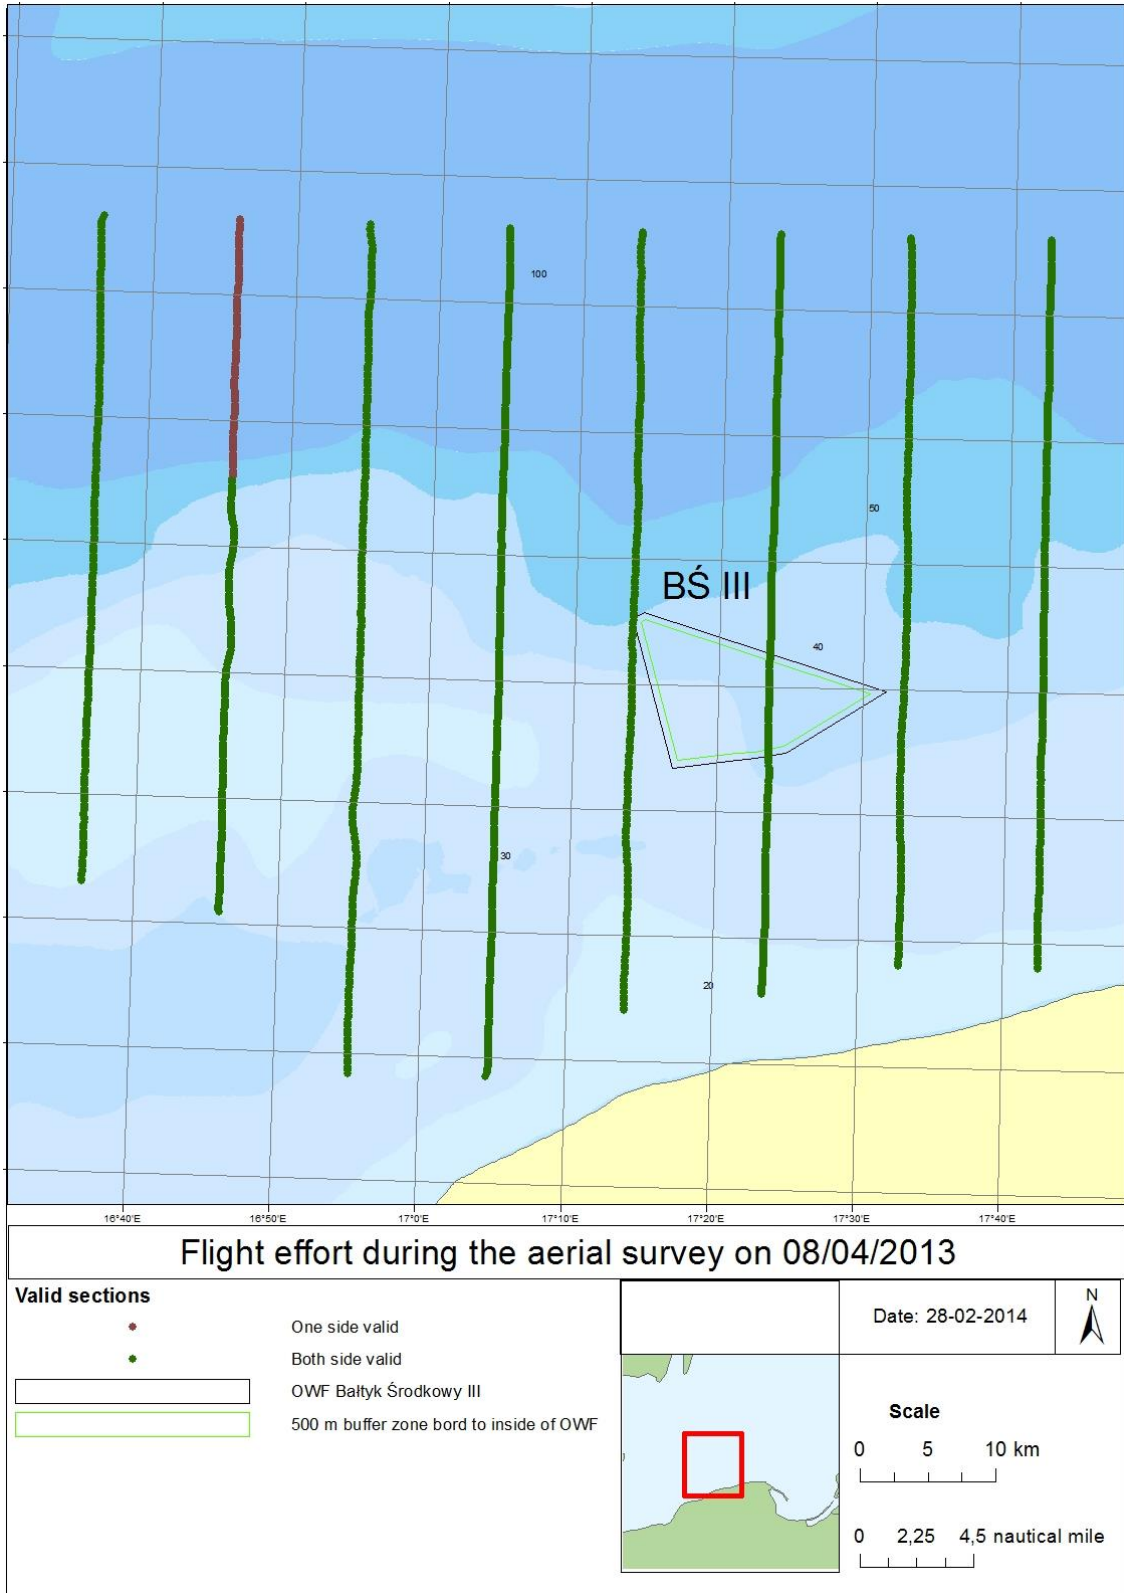 100
50
BŚ III
40
30
20
16°40'E 16°50'E 17°0'E 17°10'E 17°20'E 17°30'E 17°40'E
Flight effort during the aerial survey on 08/04/2013
Valid sections
One side valid
Both side valid
OWF Bałtyk Środkowy III
500 m buffer zone bord to inside of OWF
Date: 28-02-2014
N
Scale
0 5 10 km
0 2,25 4,5 nautical mile